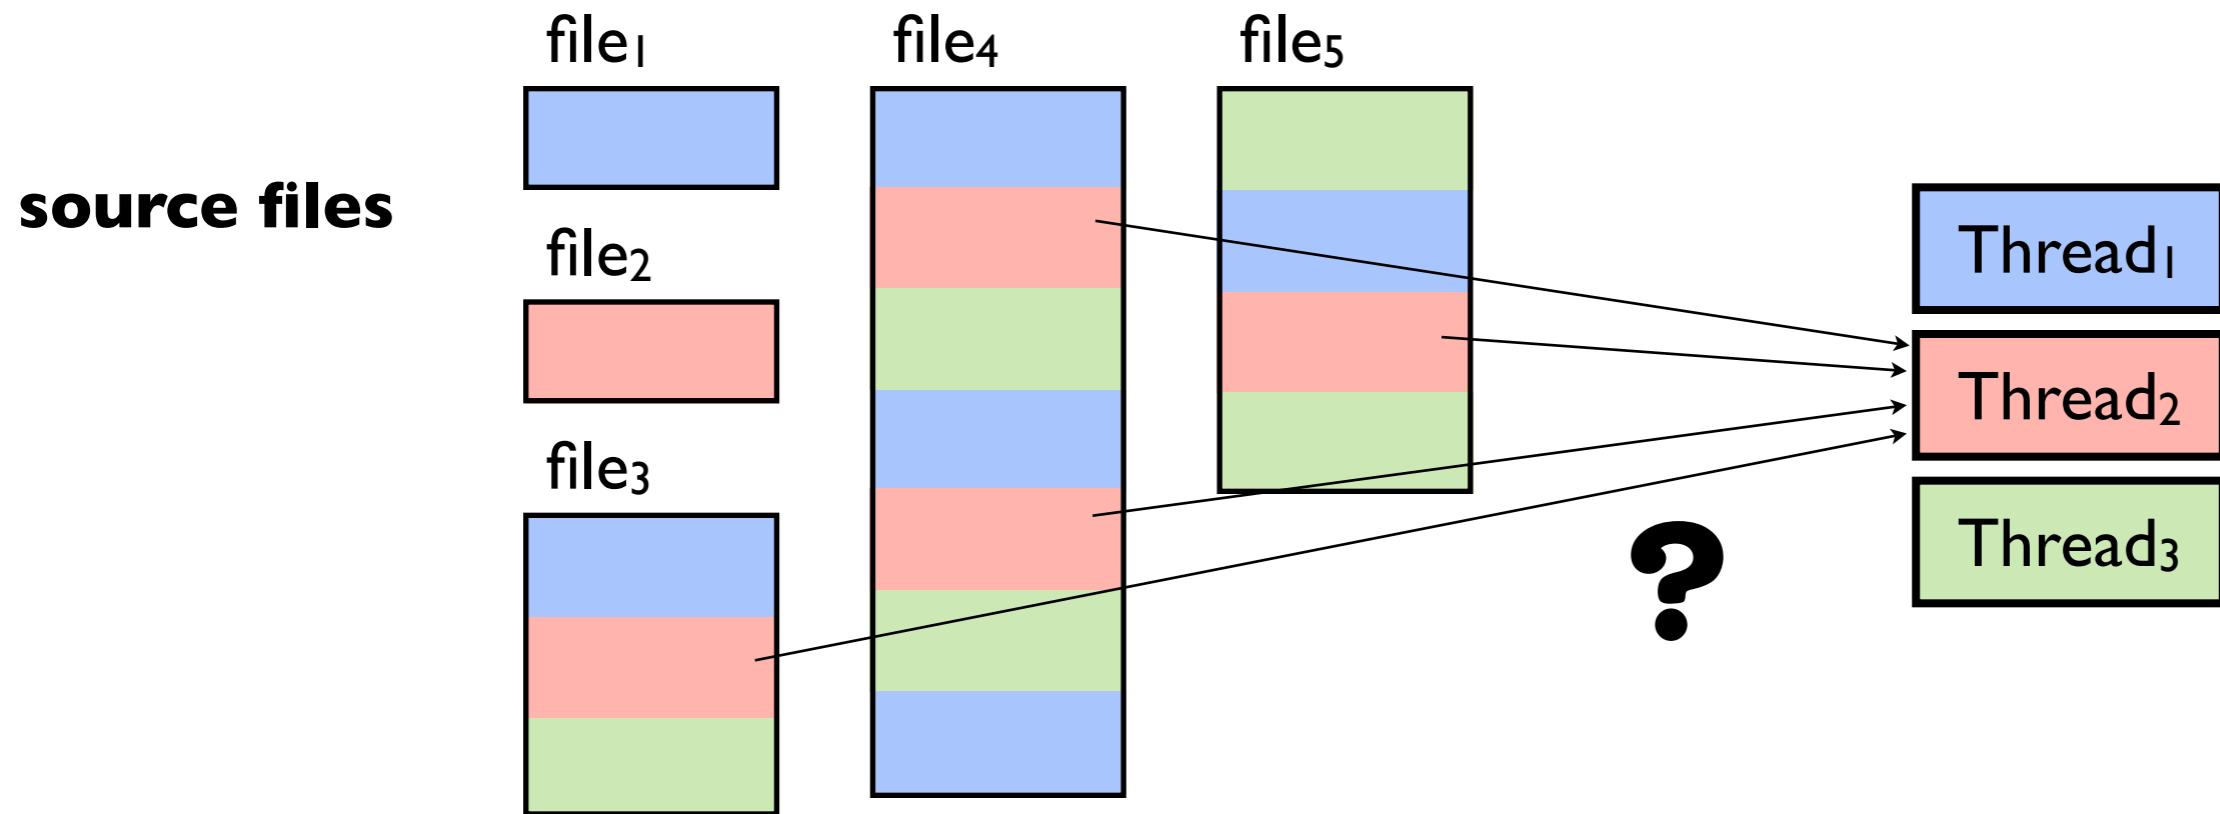 source files
file₁
file₂
file₃
file₄
file₅
?
Thread₁
Thread₂
Thread₃